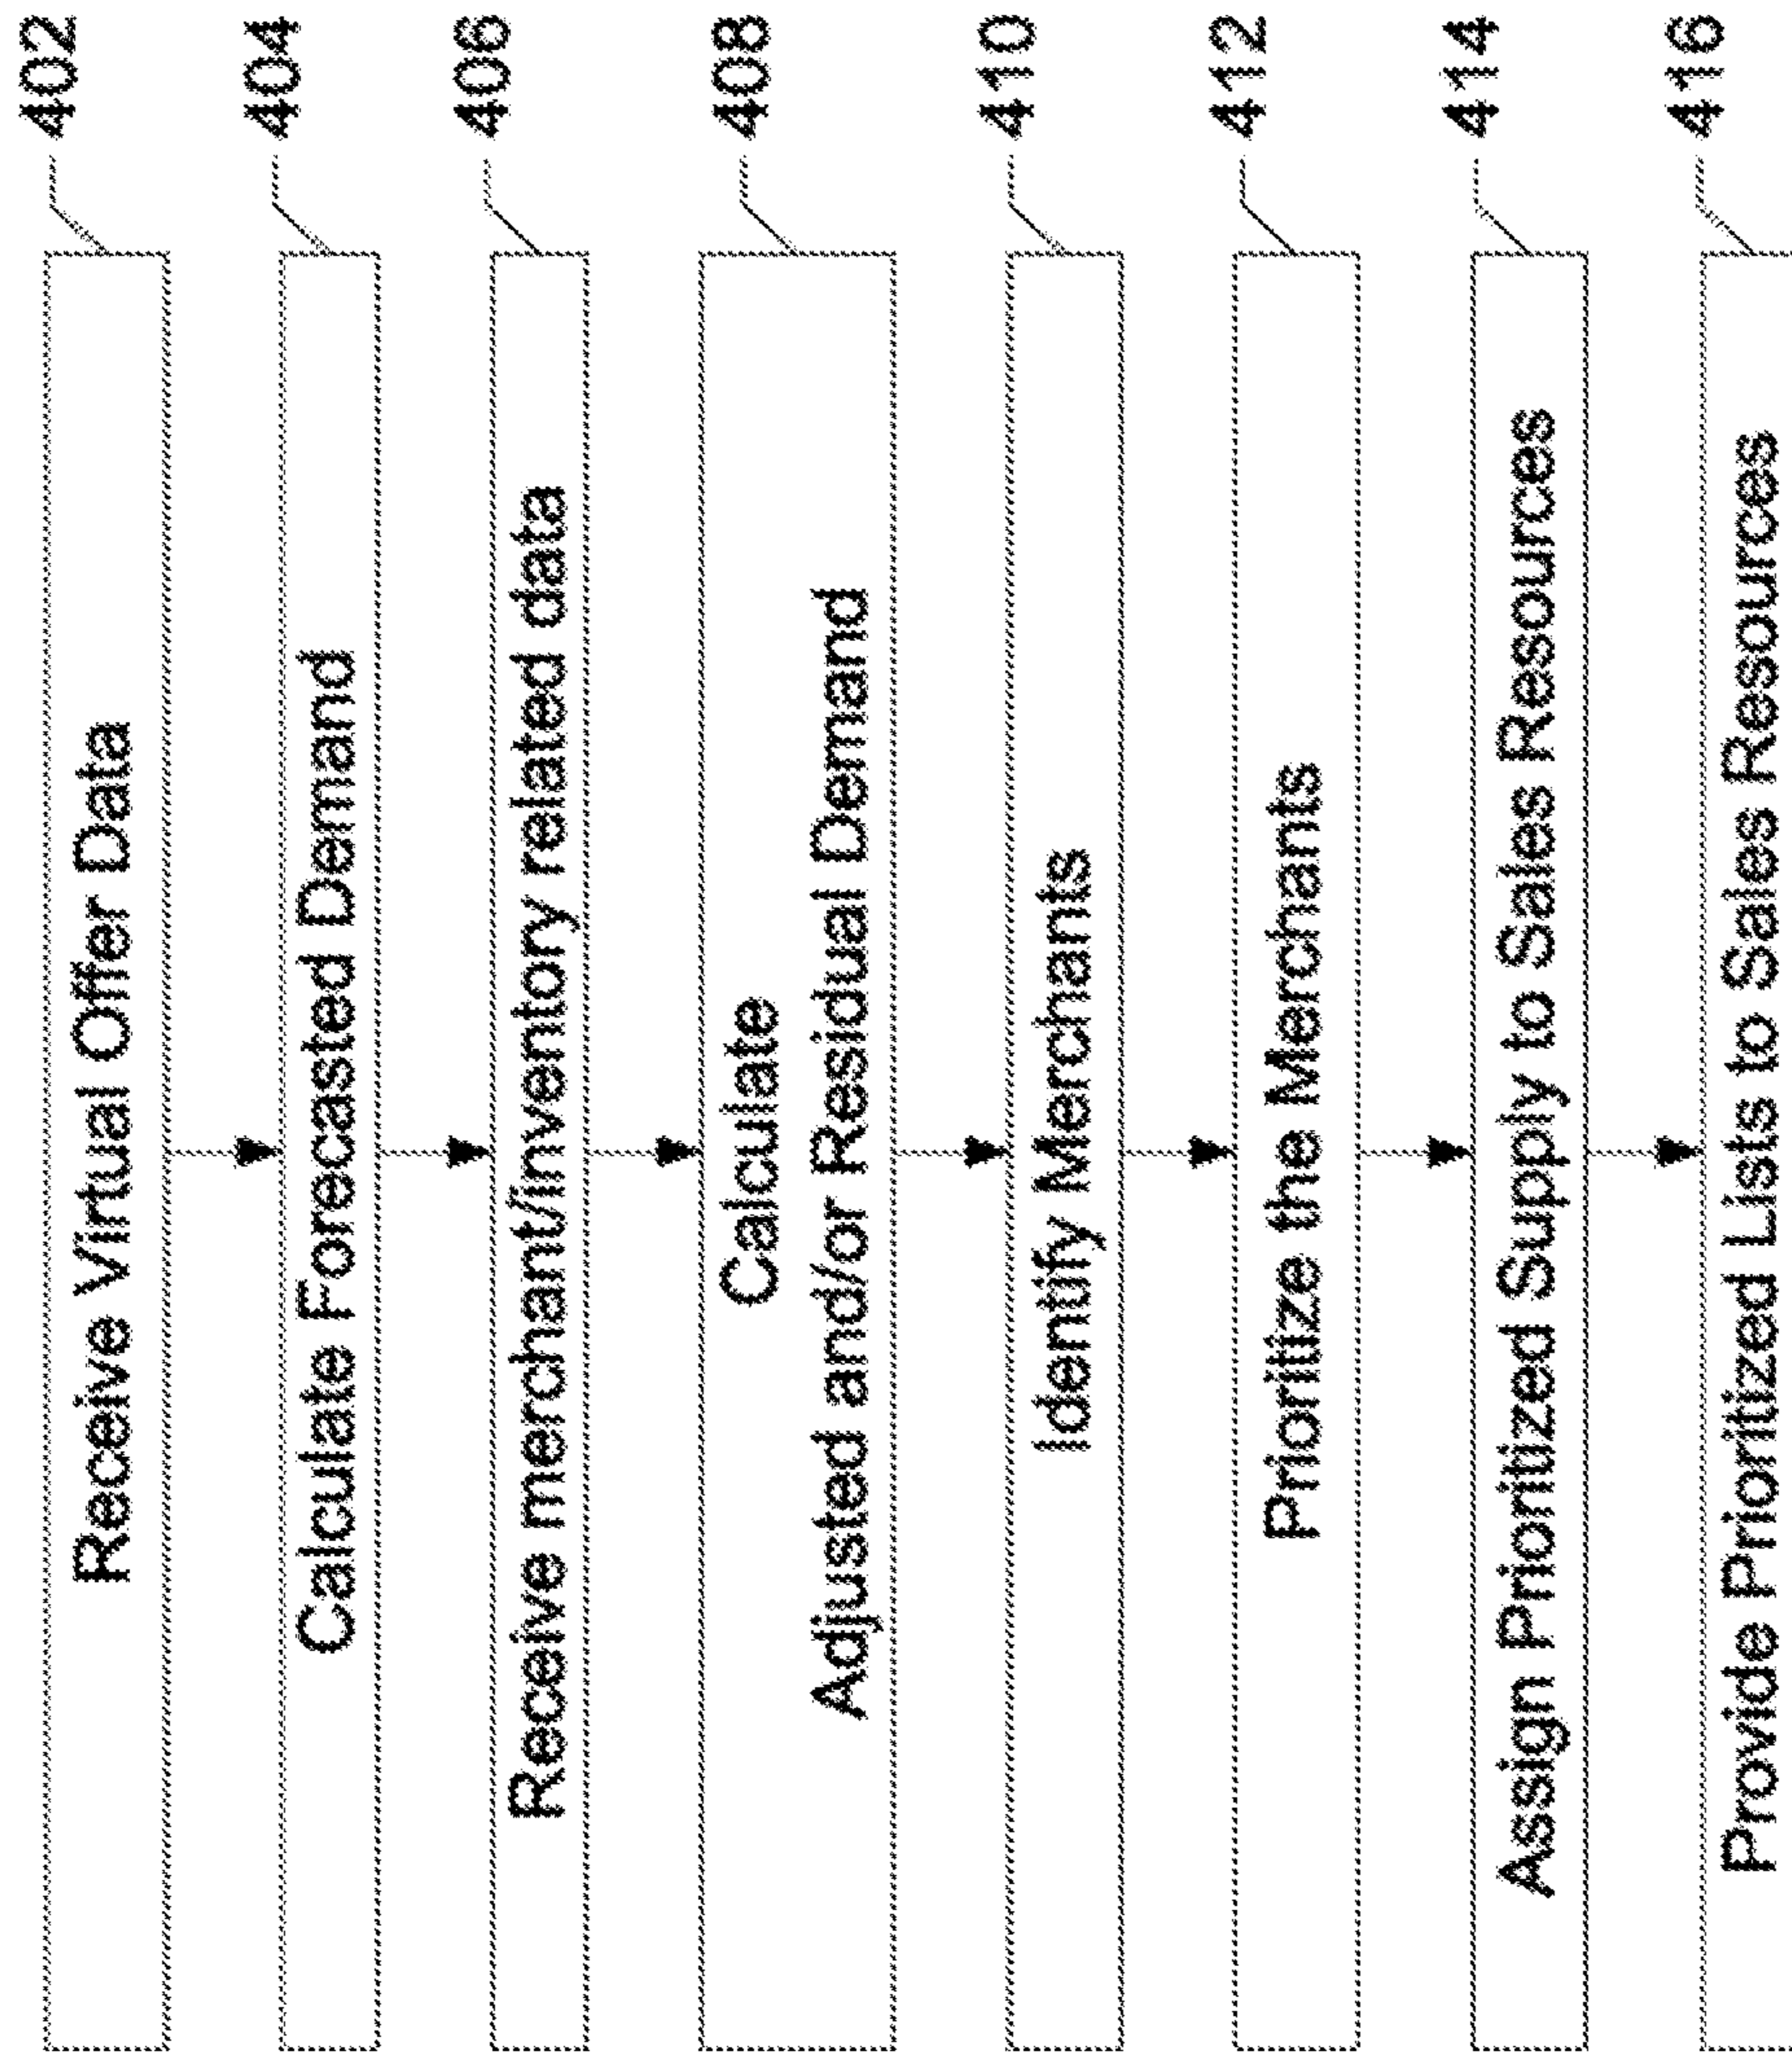 Receive Virtual Offer Data 402
Calculate Forecasted Demand 404
Receive merchant/inventory related data 406
Calculate 408
Adjusted and/or Residual Demand
Identify Merchants 410
Prioritize the Merchants 412
Assign Prioritized Supply to Sales Resources 414
Provide Prioritized Lists to Sales Resources 416